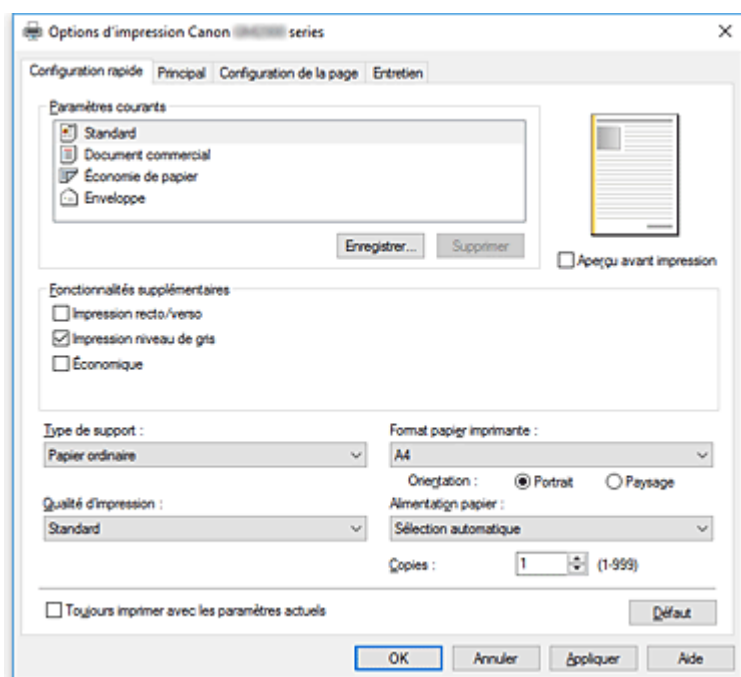 Options d'impression Canon series
Configuration rapide Principal Configuration de la page Entretien
Paramètres courants
Standard
Document commercial
Économie de papier
Enveloppe
Enregistrer... Supprimer
Aperçu avant impression
Fonctionnalités supplémentaires
Impression recto/verso
Impression niveau de gris
Économique
Type de support : Format papier imprimante :
Papier ordinaire A4
Orientation : Portrait Paysage
Qualité d'impression : Alimentation papier :
Standard Sélection automatique
Copies : 1 (1-999)
Toujours imprimer avec les paramètres actuels Défaut
OK Annuler Appliquer Aide